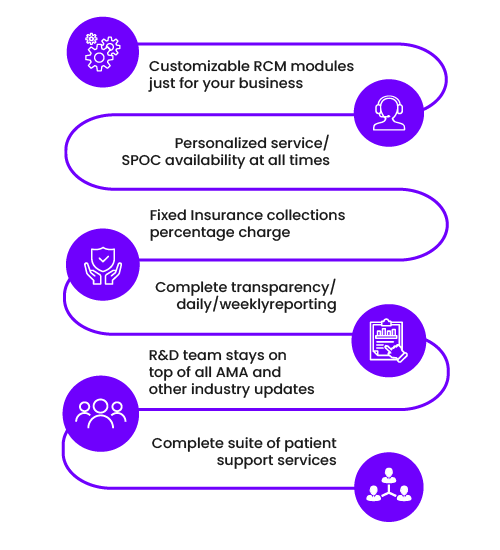 Customizable RCM modules
just for your business
Personalized service/
SPOC availability at all times
Fixed Insurance collections
percentage charge
Complete transparency/
daily/weeklyreporting
R&D team stays on
top of all AMA and
other industry updates
Complete suite of patient
support services